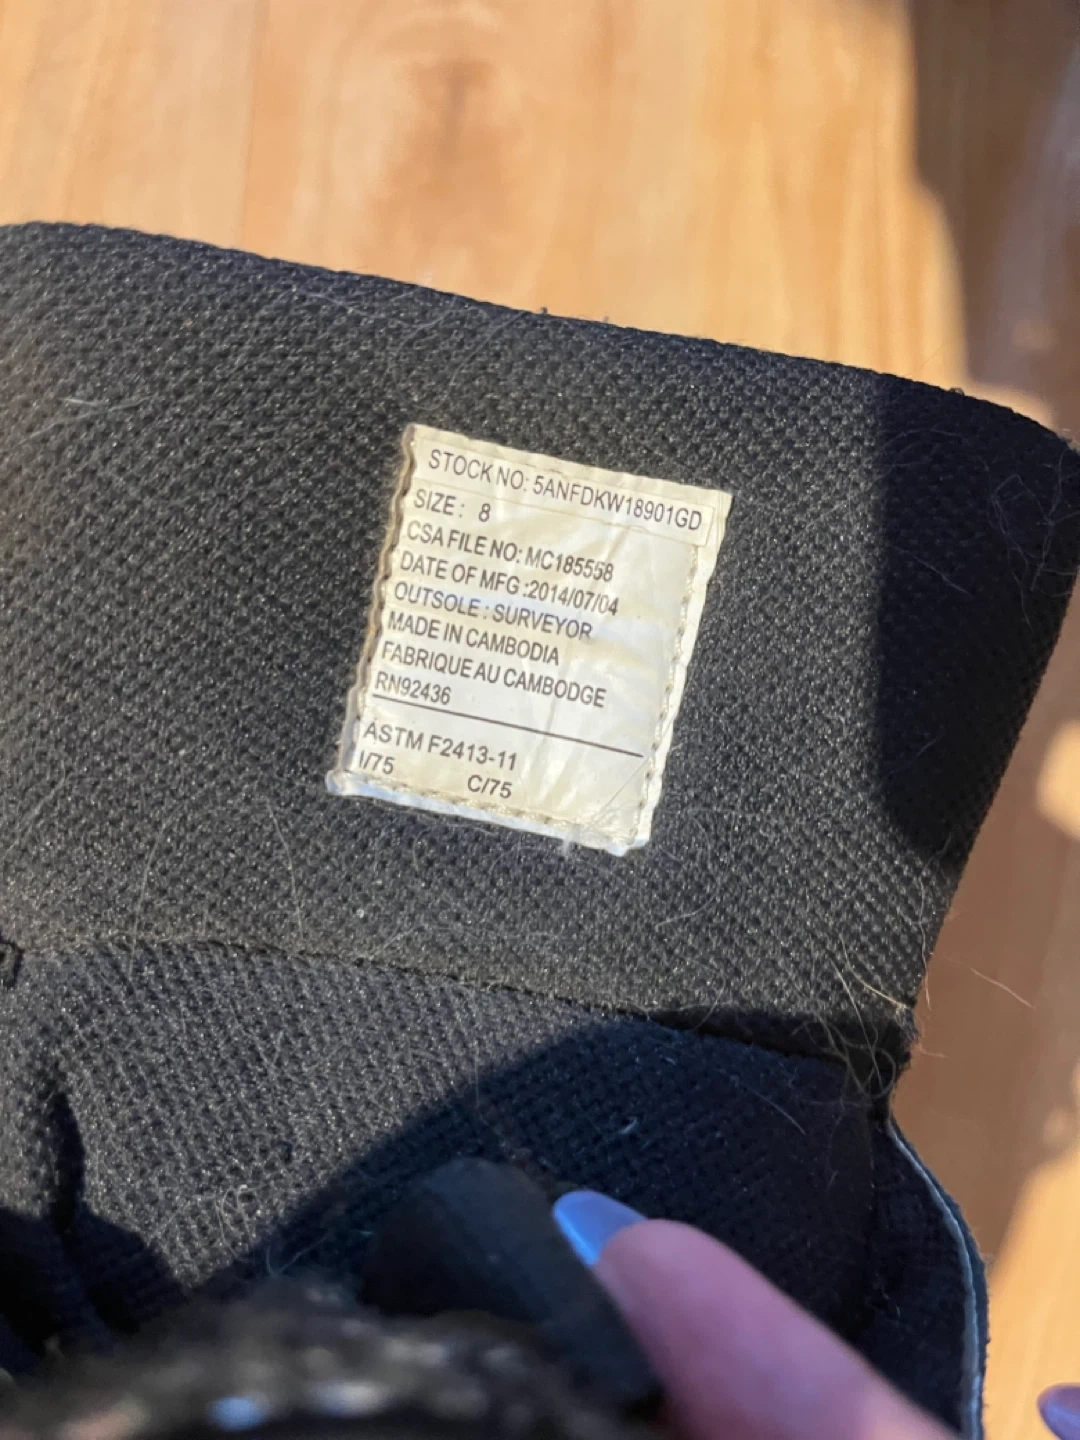 STOCK NO: 5ANFDKW18901GD
SIZE : 8
CSA FILE NO: MC185558
DATE OF MFG :2014/07/04
OUTSOLE : SURVEYOR
MADE IN CAMBODIA
FABRIQUE AU CAMBODGE
RN92436
ASTM F2413-11
I/75 C/75